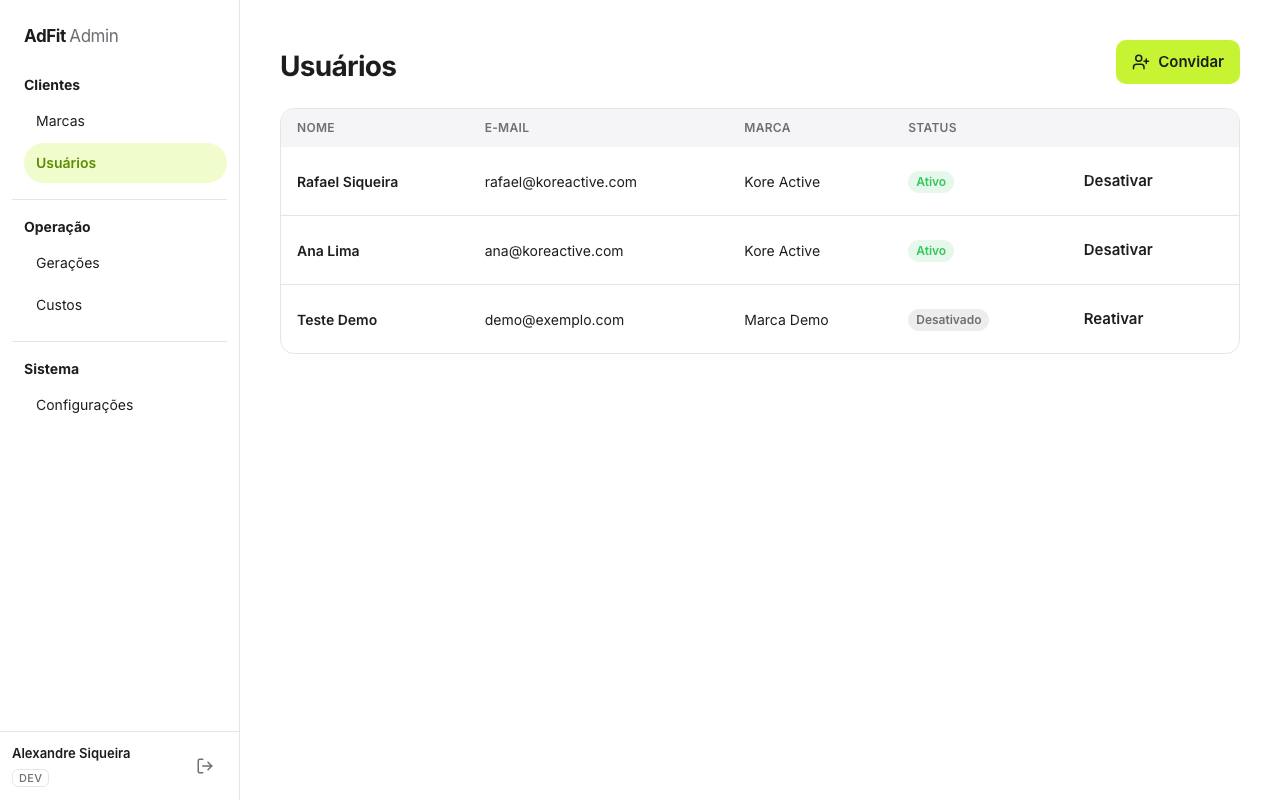 AdFit Admin
Clientes
Marcas
Usuários
Operação
Gerações
Custos
Sistema
Configurações
Alexandre Siqueira
DEV
Usuários
Convidar
NOME E-MAIL MARCA STATUS
Rafael Siqueira rafael@koreactive.com Kore Active Ativo Desativar
Ana Lima ana@koreactive.com Kore Active Ativo Desativar
Teste Demo demo@exemplo.com Marca Demo Desativado Reativar